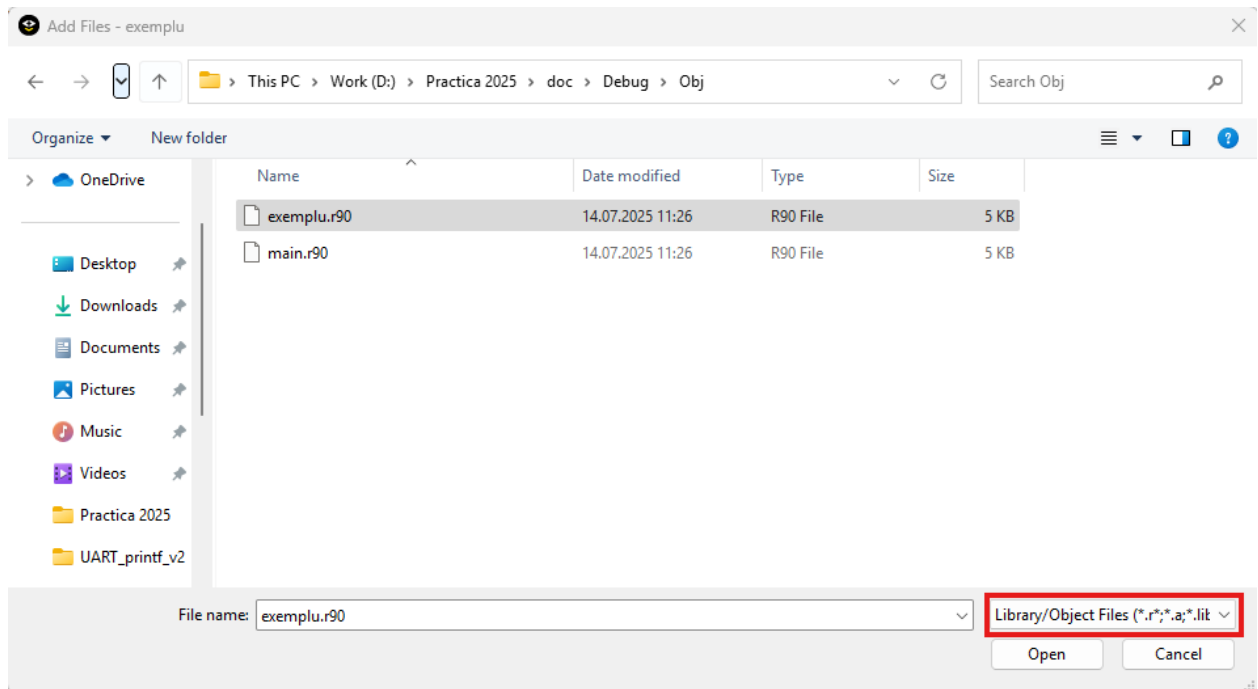 Add Files - exemplu
This PC > Work (D:) > Practica 2025 > doc > Debug > Obj
Search Obj
Organize
New folder
OneDrive
Desktop
Downloads
Documents
Pictures
Music
Videos
Practica 2025
UART_printf_v2
Name Date modified Type Size
exemplu.r90 14.07.2025 11:26 R90 File 5 KB
main.r90 14.07.2025 11:26 R90 File 5 KB
File name: exemplu.r90
Library/Object Files (*.r*;*.a;*.lit
Open
Cancel